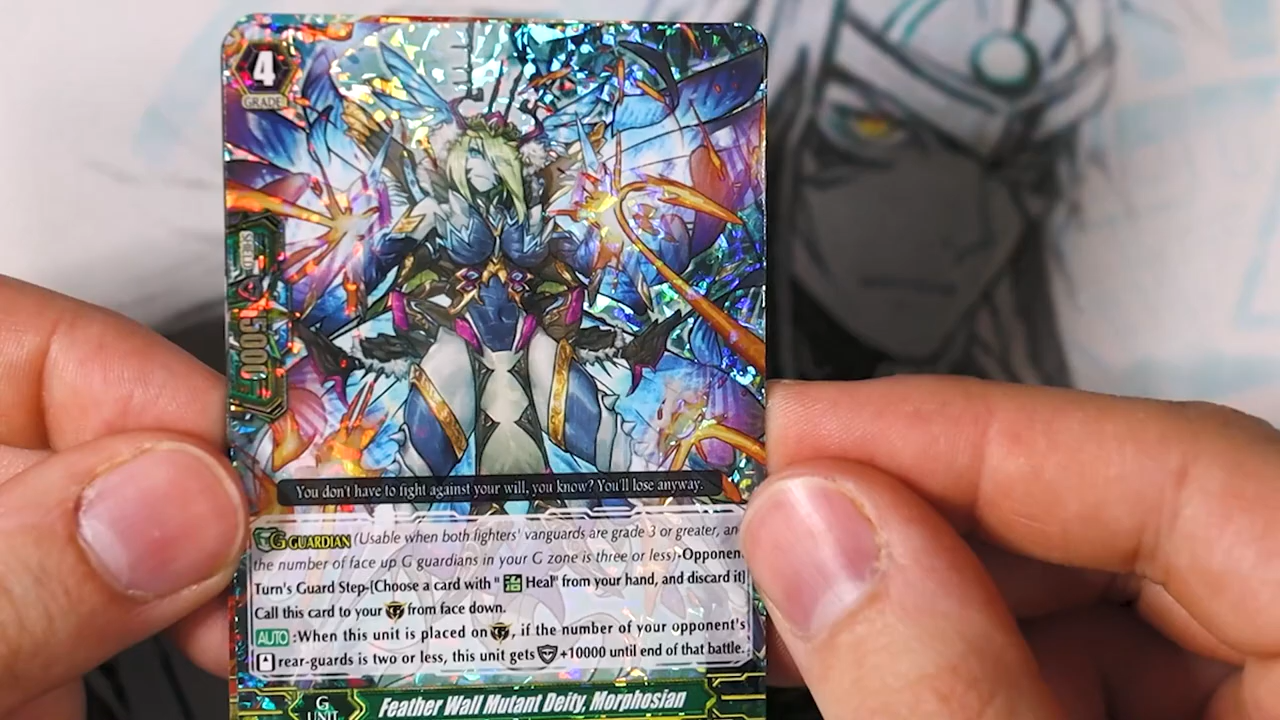 4
GRADE
SHIELD
15000
You don't have to fight against your will, you know? You'll lose anyway.
G GUARDIAN (Usable when both fighters' vanguards are grade 3 or greater, an
the number of face up G guardians in your G zone is three or less)-Opponen
Turn's Guard Step-[Choose a card with " 治 Heal" from your hand, and discard it]
Call this card to your G from face down.
AUTO :When this unit is placed on G, if the number of your opponent's
rear-guards is two or less, this unit gets +10000 until end of that battle.
G
UNIT
Feather Wall Mutant Deity, Morphosian